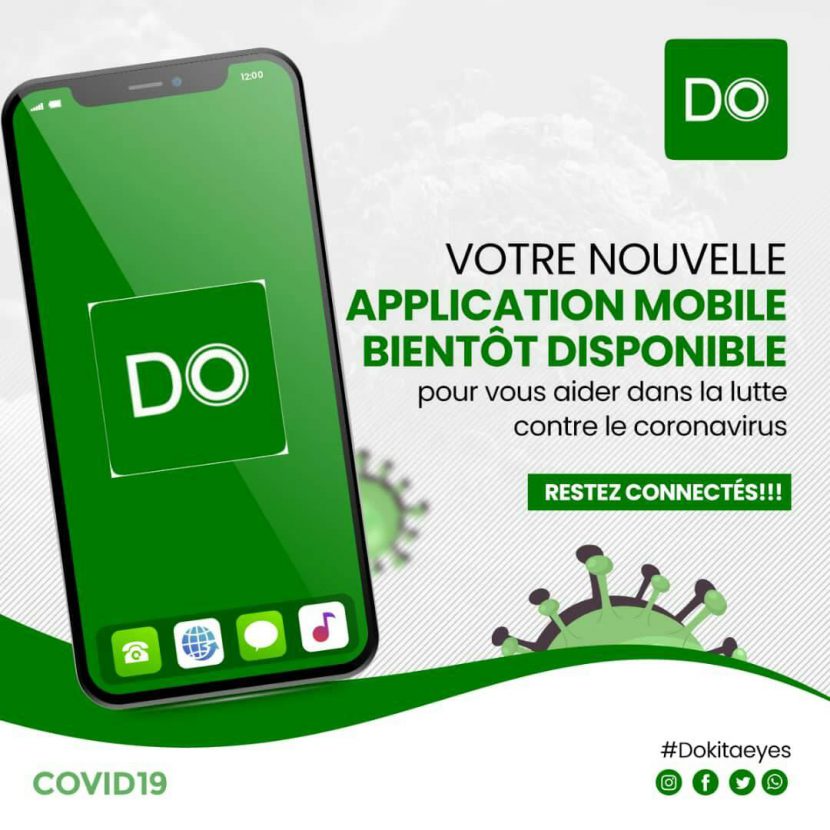 12:00
DO
VOTRE NOUVELLE
APPLICATION MOBILE
BIENTÔT DISPONIBLE
pour vous aider dans la lutte
contre le coronavirus
DO
RESTEZ CONNECTÉS!!!
#Dokitaeyes
COVID19